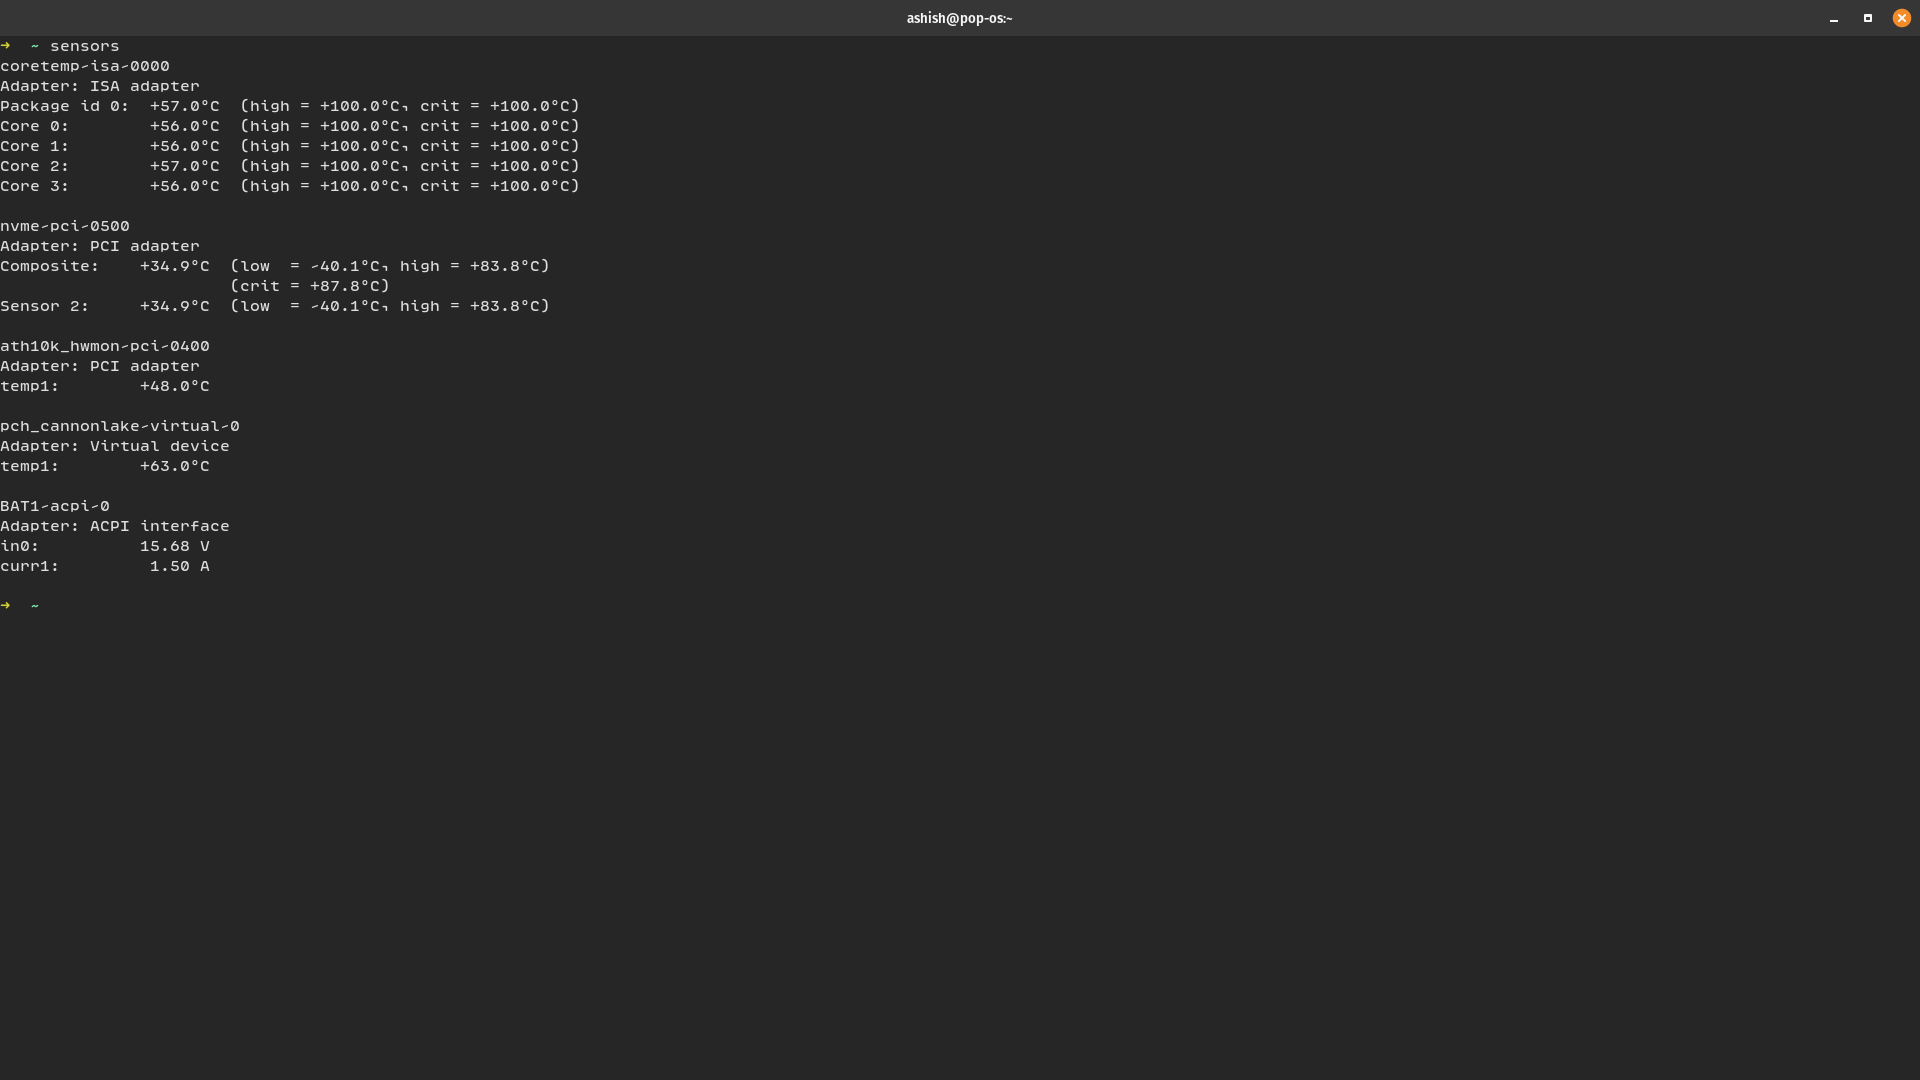 ashish@pop-os:~
➜  ~ sensors
coretemp-isa-0000
Adapter: ISA adapter
Package id 0:  +57.0°C  (high = +100.0°C, crit = +100.0°C)
Core 0:        +56.0°C  (high = +100.0°C, crit = +100.0°C)
Core 1:        +56.0°C  (high = +100.0°C, crit = +100.0°C)
Core 2:        +57.0°C  (high = +100.0°C, crit = +100.0°C)
Core 3:        +56.0°C  (high = +100.0°C, crit = +100.0°C)

nvme-pci-0500
Adapter: PCI adapter
Composite:    +34.9°C  (low  = -40.1°C, high = +83.8°C)
                       (crit = +87.8°C)
Sensor 2:     +34.9°C  (low  = -40.1°C, high = +83.8°C)

ath10k_hwmon-pci-0400
Adapter: PCI adapter
temp1:        +48.0°C

pch_cannonlake-virtual-0
Adapter: Virtual device
temp1:        +63.0°C

BAT1-acpi-0
Adapter: ACPI interface
in0:          15.68 V
curr1:         1.50 A

➜  ~